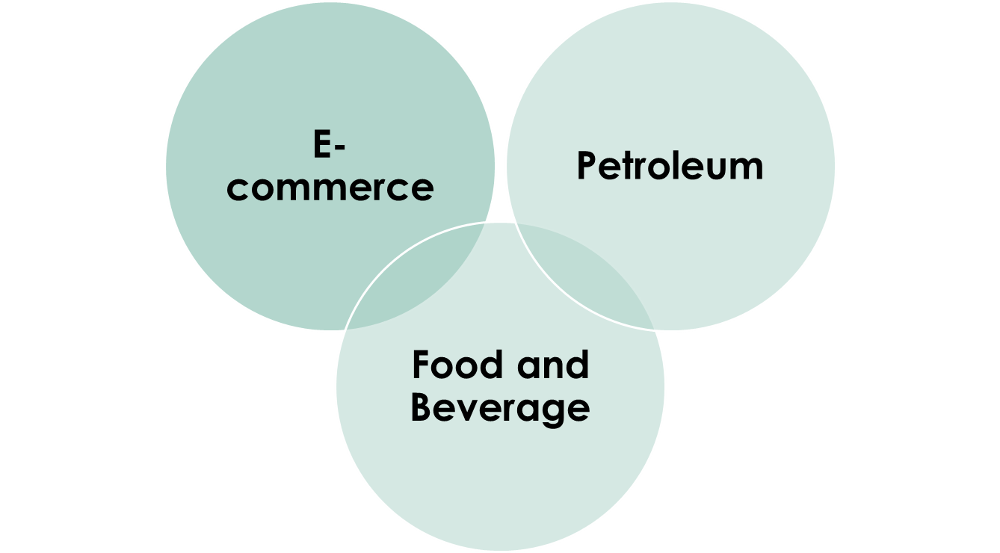 E-
commerce
Petroleum
Food and
Beverage